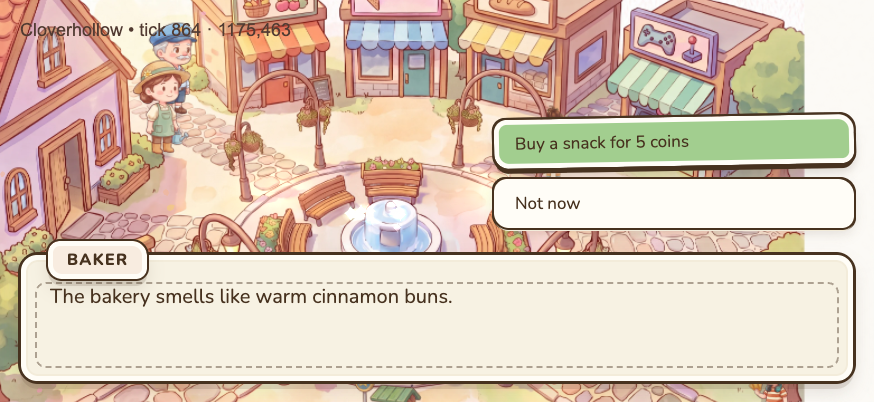 Cloverhollow • tick 864 · 1175,463
Buy a snack for 5 coins
Not now
BAKER
The bakery smells like warm cinnamon buns.